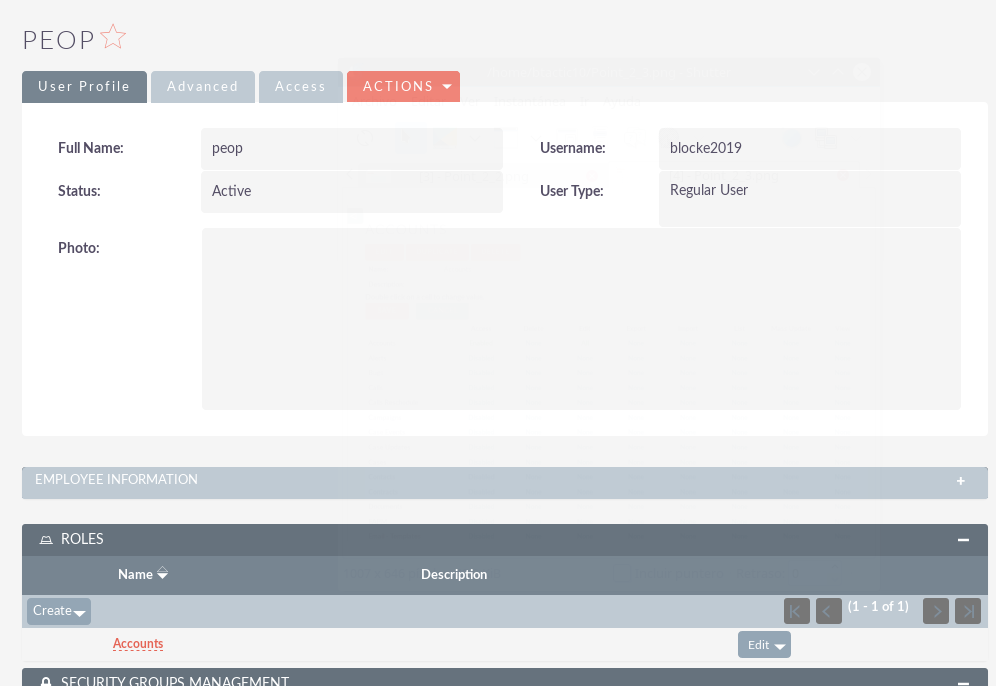 PEOP
User Profile Advanced Access ACTIONS
Full Name: peop Username: blocke2019
Status: Active User Type: Regular User
Photo:
EMPLOYEE INFORMATION +
ROLES
Name Description
Create (1 - 1 of 1)
Accounts Edit
SECURITY GROUPS MANAGEMENT